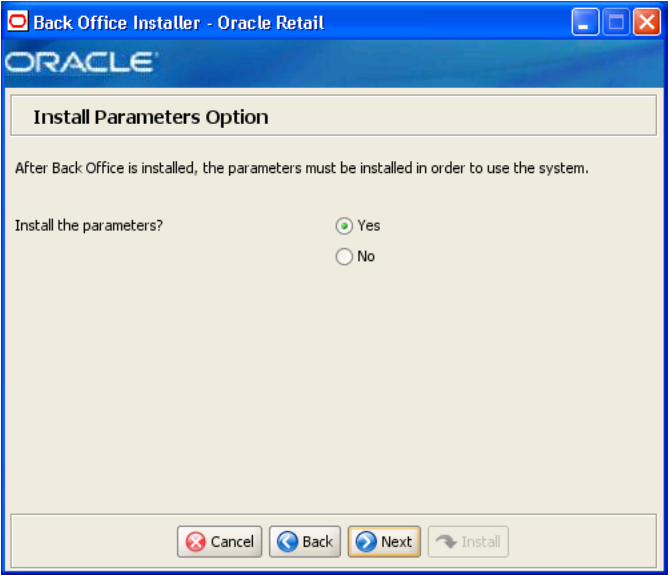 Back Office Installer - Oracle Retail
ORACLE
Install Parameters Option
After Back Office is installed, the parameters must be installed in order to use the system.
Install the parameters?
Yes
No
Cancel Back Next Install